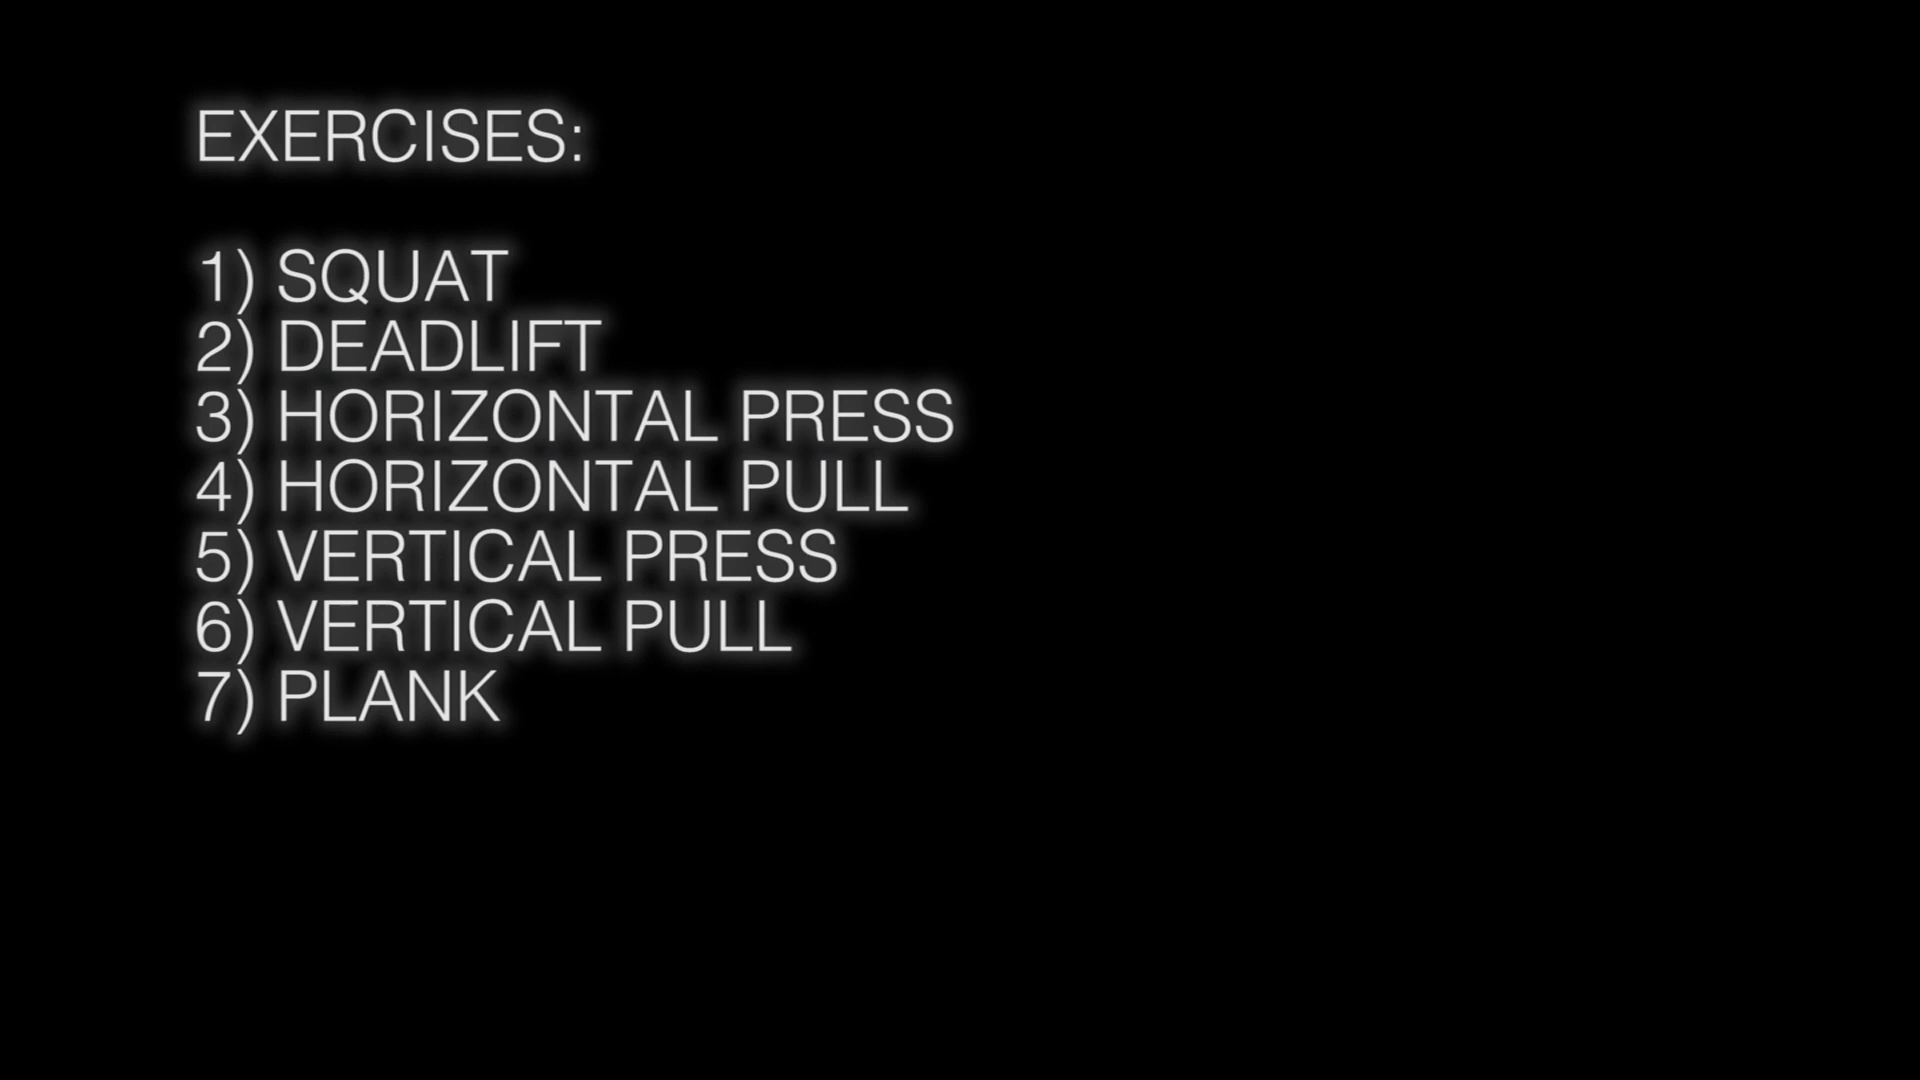 EXERCISES:
1) SQUAT
2) DEADLIFT
3) HORIZONTAL PRESS
4) HORIZONTAL PULL
5) VERTICAL PRESS
6) VERTICAL PULL
7) PLANK